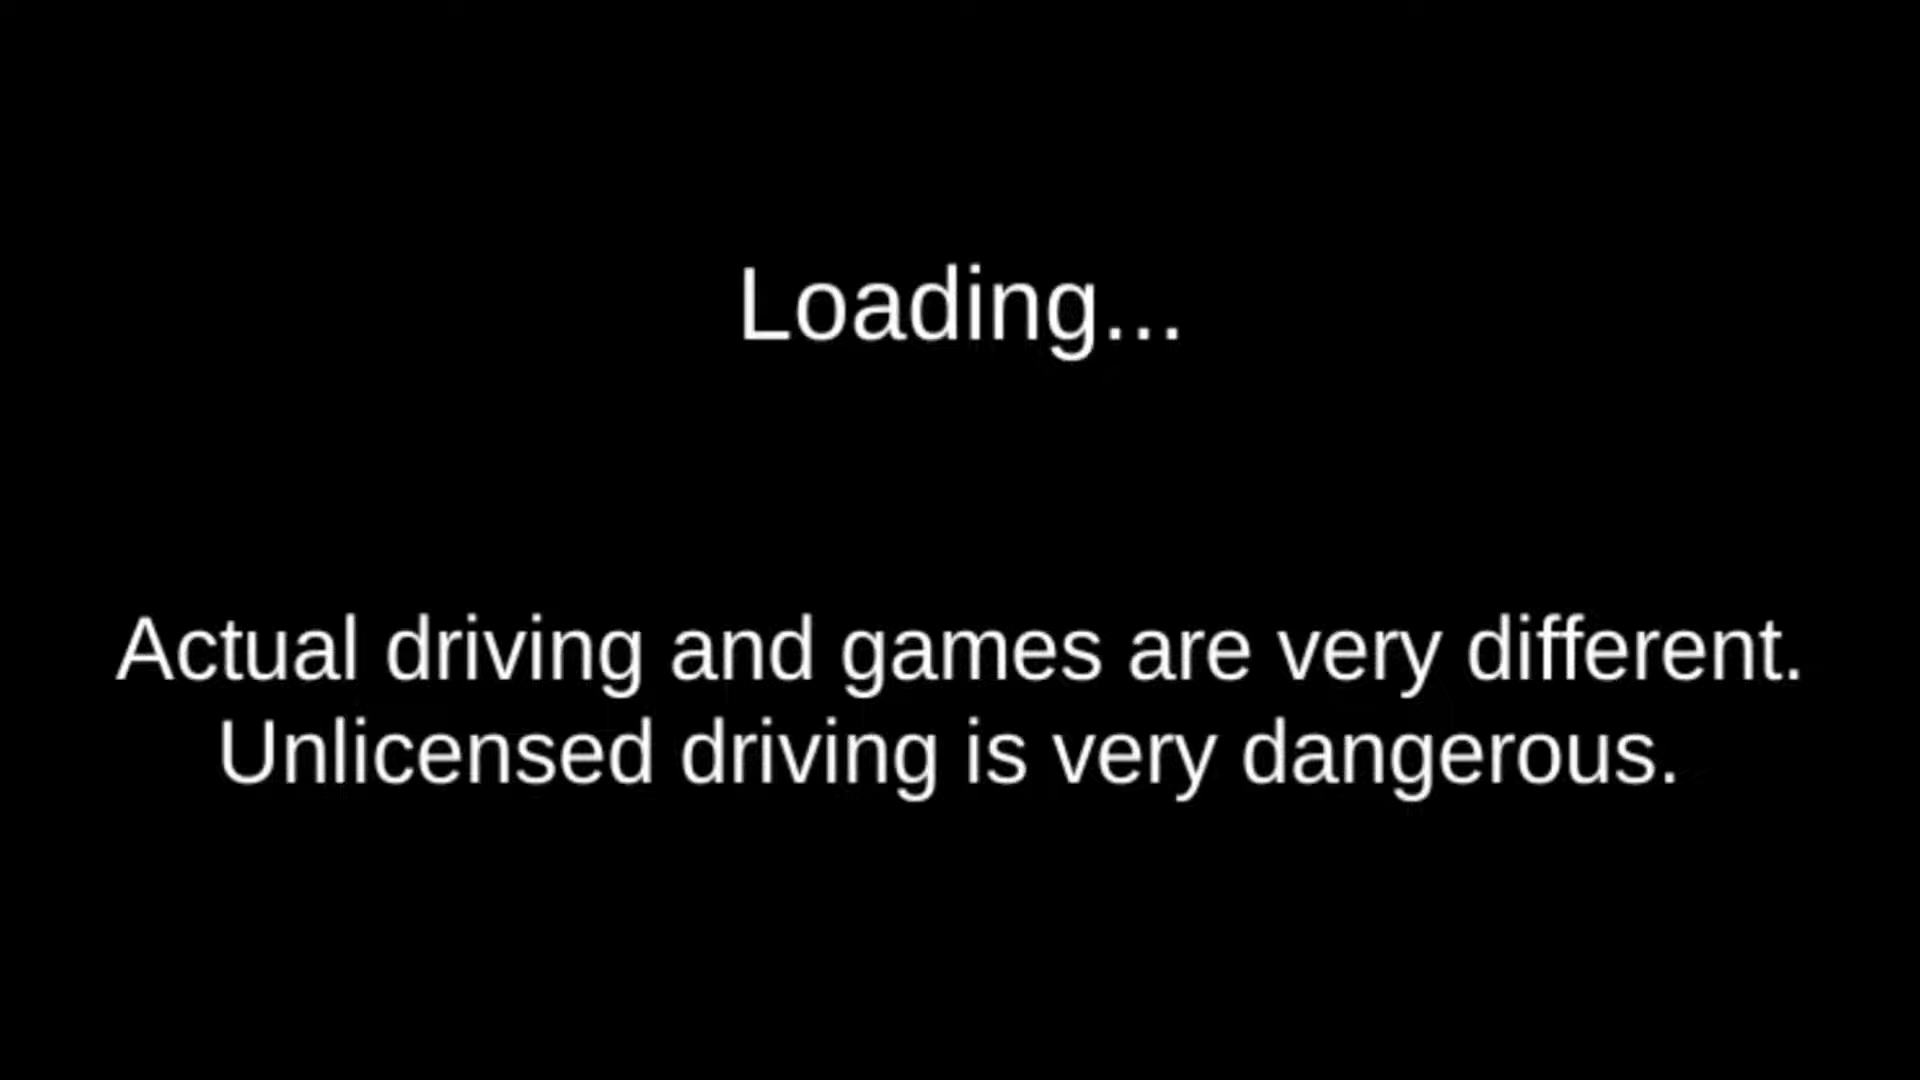 Loading...
Actual driving and games are very different.
Unlicensed driving is very dangerous.